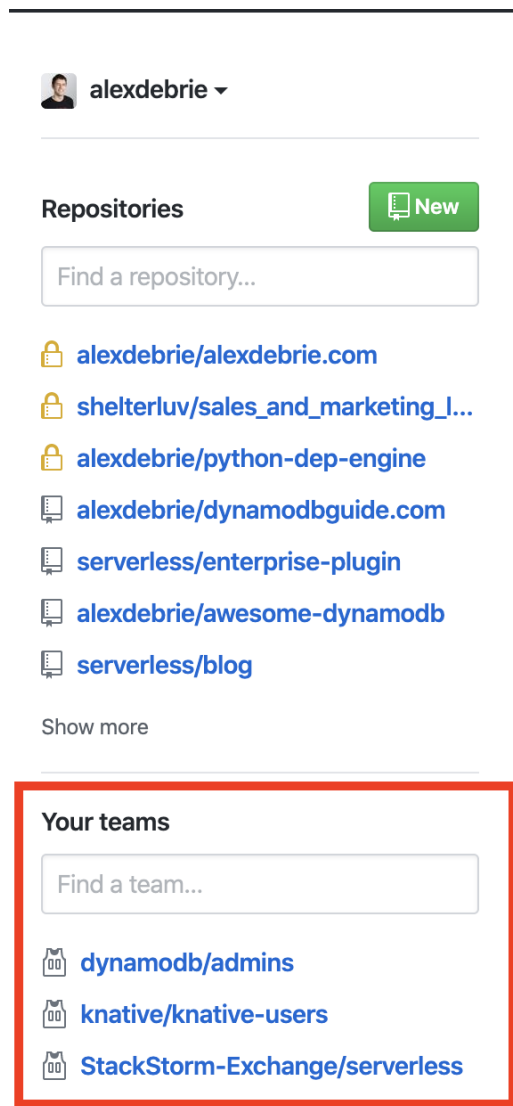 alexdebrie
Repositories
New
Find a repository...
alexdebrie/alexdebrie.com
shelterluv/sales_and_marketing_l...
alexdebrie/python-dep-engine
alexdebrie/dynamodbguide.com
serverless/enterprise-plugin
alexdebrie/awesome-dynamodb
serverless/blog
Show more
Your teams
Find a team...
dynamodb/admins
knative/knative-users
StackStorm-Exchange/serverless